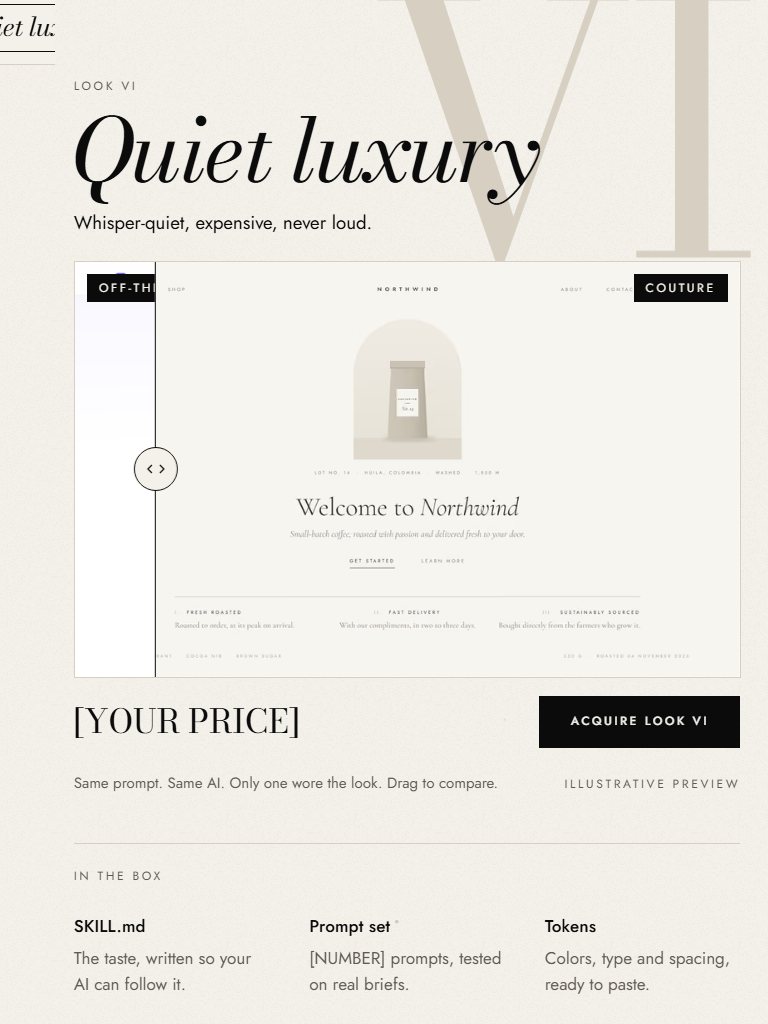 VI
LOOK VI
Quiet luxury
Whisper-quiet, expensive, never loud.
COUTURE
SHOP
NORTHWIND
ABOUT
LOT NO. 14 · HUILA, COLOMBIA · WASHED · 1,800 M
Welcome to Northwind
Small-batch coffee, roasted with passion and delivered fresh to your door.
GET STARTED LEARN MORE
FRESH ROASTED
Roasted to order, at its peak on arrival.
II FAST DELIVERY
With our compliments, in two to three days.
III SUSTAINABLY SOURCED
Bought directly from the farmers who grow it.
COCOA NIB BROWN SUGAR
[YOUR PRICE]
ACQUIRE LOOK VI
Same prompt. Same AI. Only one wore the look. Drag to compare.
ILLUSTRATIVE PREVIEW
IN THE BOX
SKILL.md
The taste, written so your
AI can follow it.
Prompt set
[NUMBER] prompts, tested
on real briefs.
Tokens
Colors, type and spacing,
ready to paste.